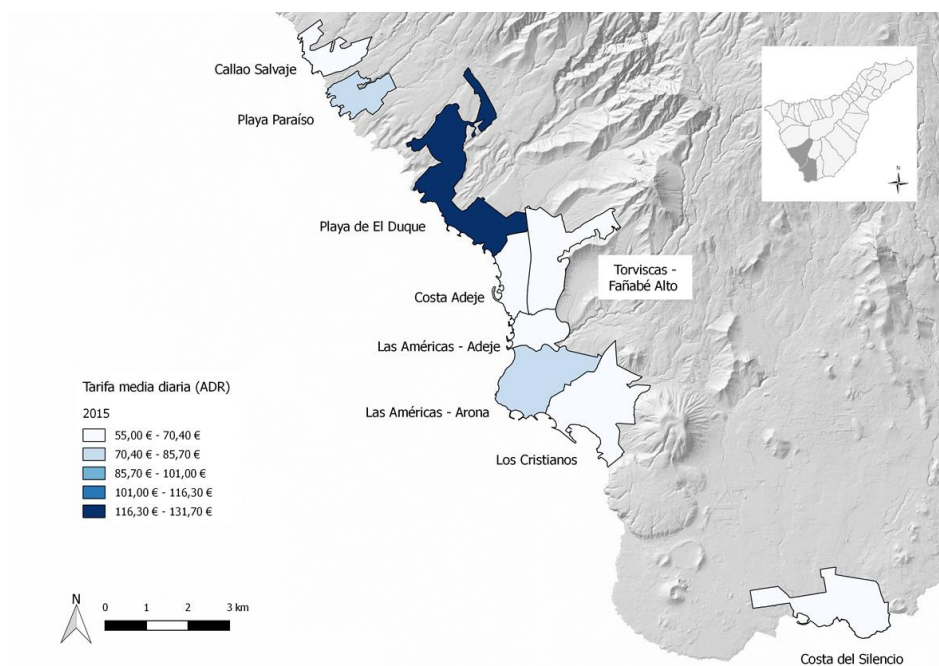 Callao Salvaje
Playa Paraíso
Playa de El Duque
Torviscas -
Fañabé Alto
Costa Adeje
Las Américas - Adeje
Las Américas - Arona
Los Cristianos
Costa del Silencio
Tarifa media diaria (ADR)
2015
55,00 € - 70,40 €
70,40 € - 85,70 €
85,70 € - 101,00 €
101,00 € - 116,30 €
116,30 € - 131,70 €
N
0 1 2 3 km
N